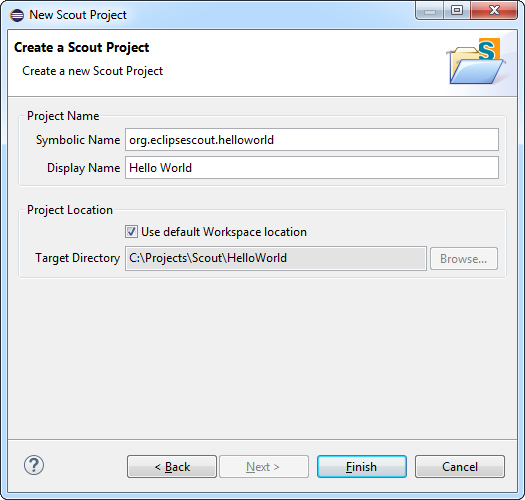 New Scout Project
Create a Scout Project
Create a new Scout Project
S
Project Name
Symbolic Name org.eclipsescout.helloworld
Display Name Hello World
Project Location
Use default Workspace location
Target Directory C:\Projects\Scout\HelloWorld Browse...
? < Back Next > Finish Cancel